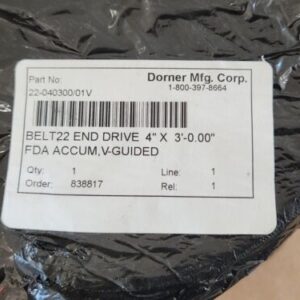 Part No: Dorner Mfg. Corp.
1-800-397-8664
22-040300/01V
BELT22 END DRIVE 4" X 3'-0.00"
FDA ACCUM,V-GUIDED
Qty: 1 Line: 1
Order: 838817 Rel: 1